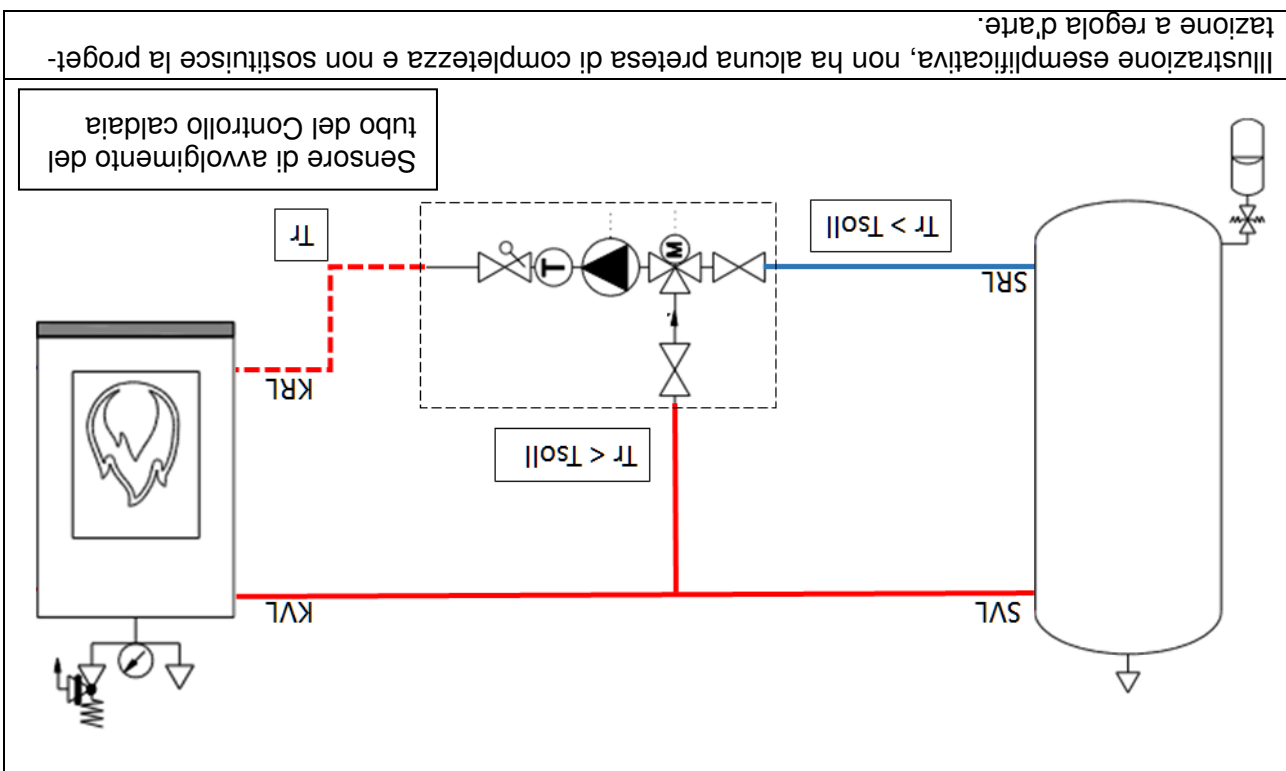 SVL
KVL
Tr < Tsoll
KRL
SRL
M
T
Tr > Tsoll
Tr
Sensore di avvolgimento del
tubo del Controllo caldaia
Illustrazione esemplificativa, non ha alcuna pretesa di completezza e non sostituisce la proget-
tazione a regola d'arte.